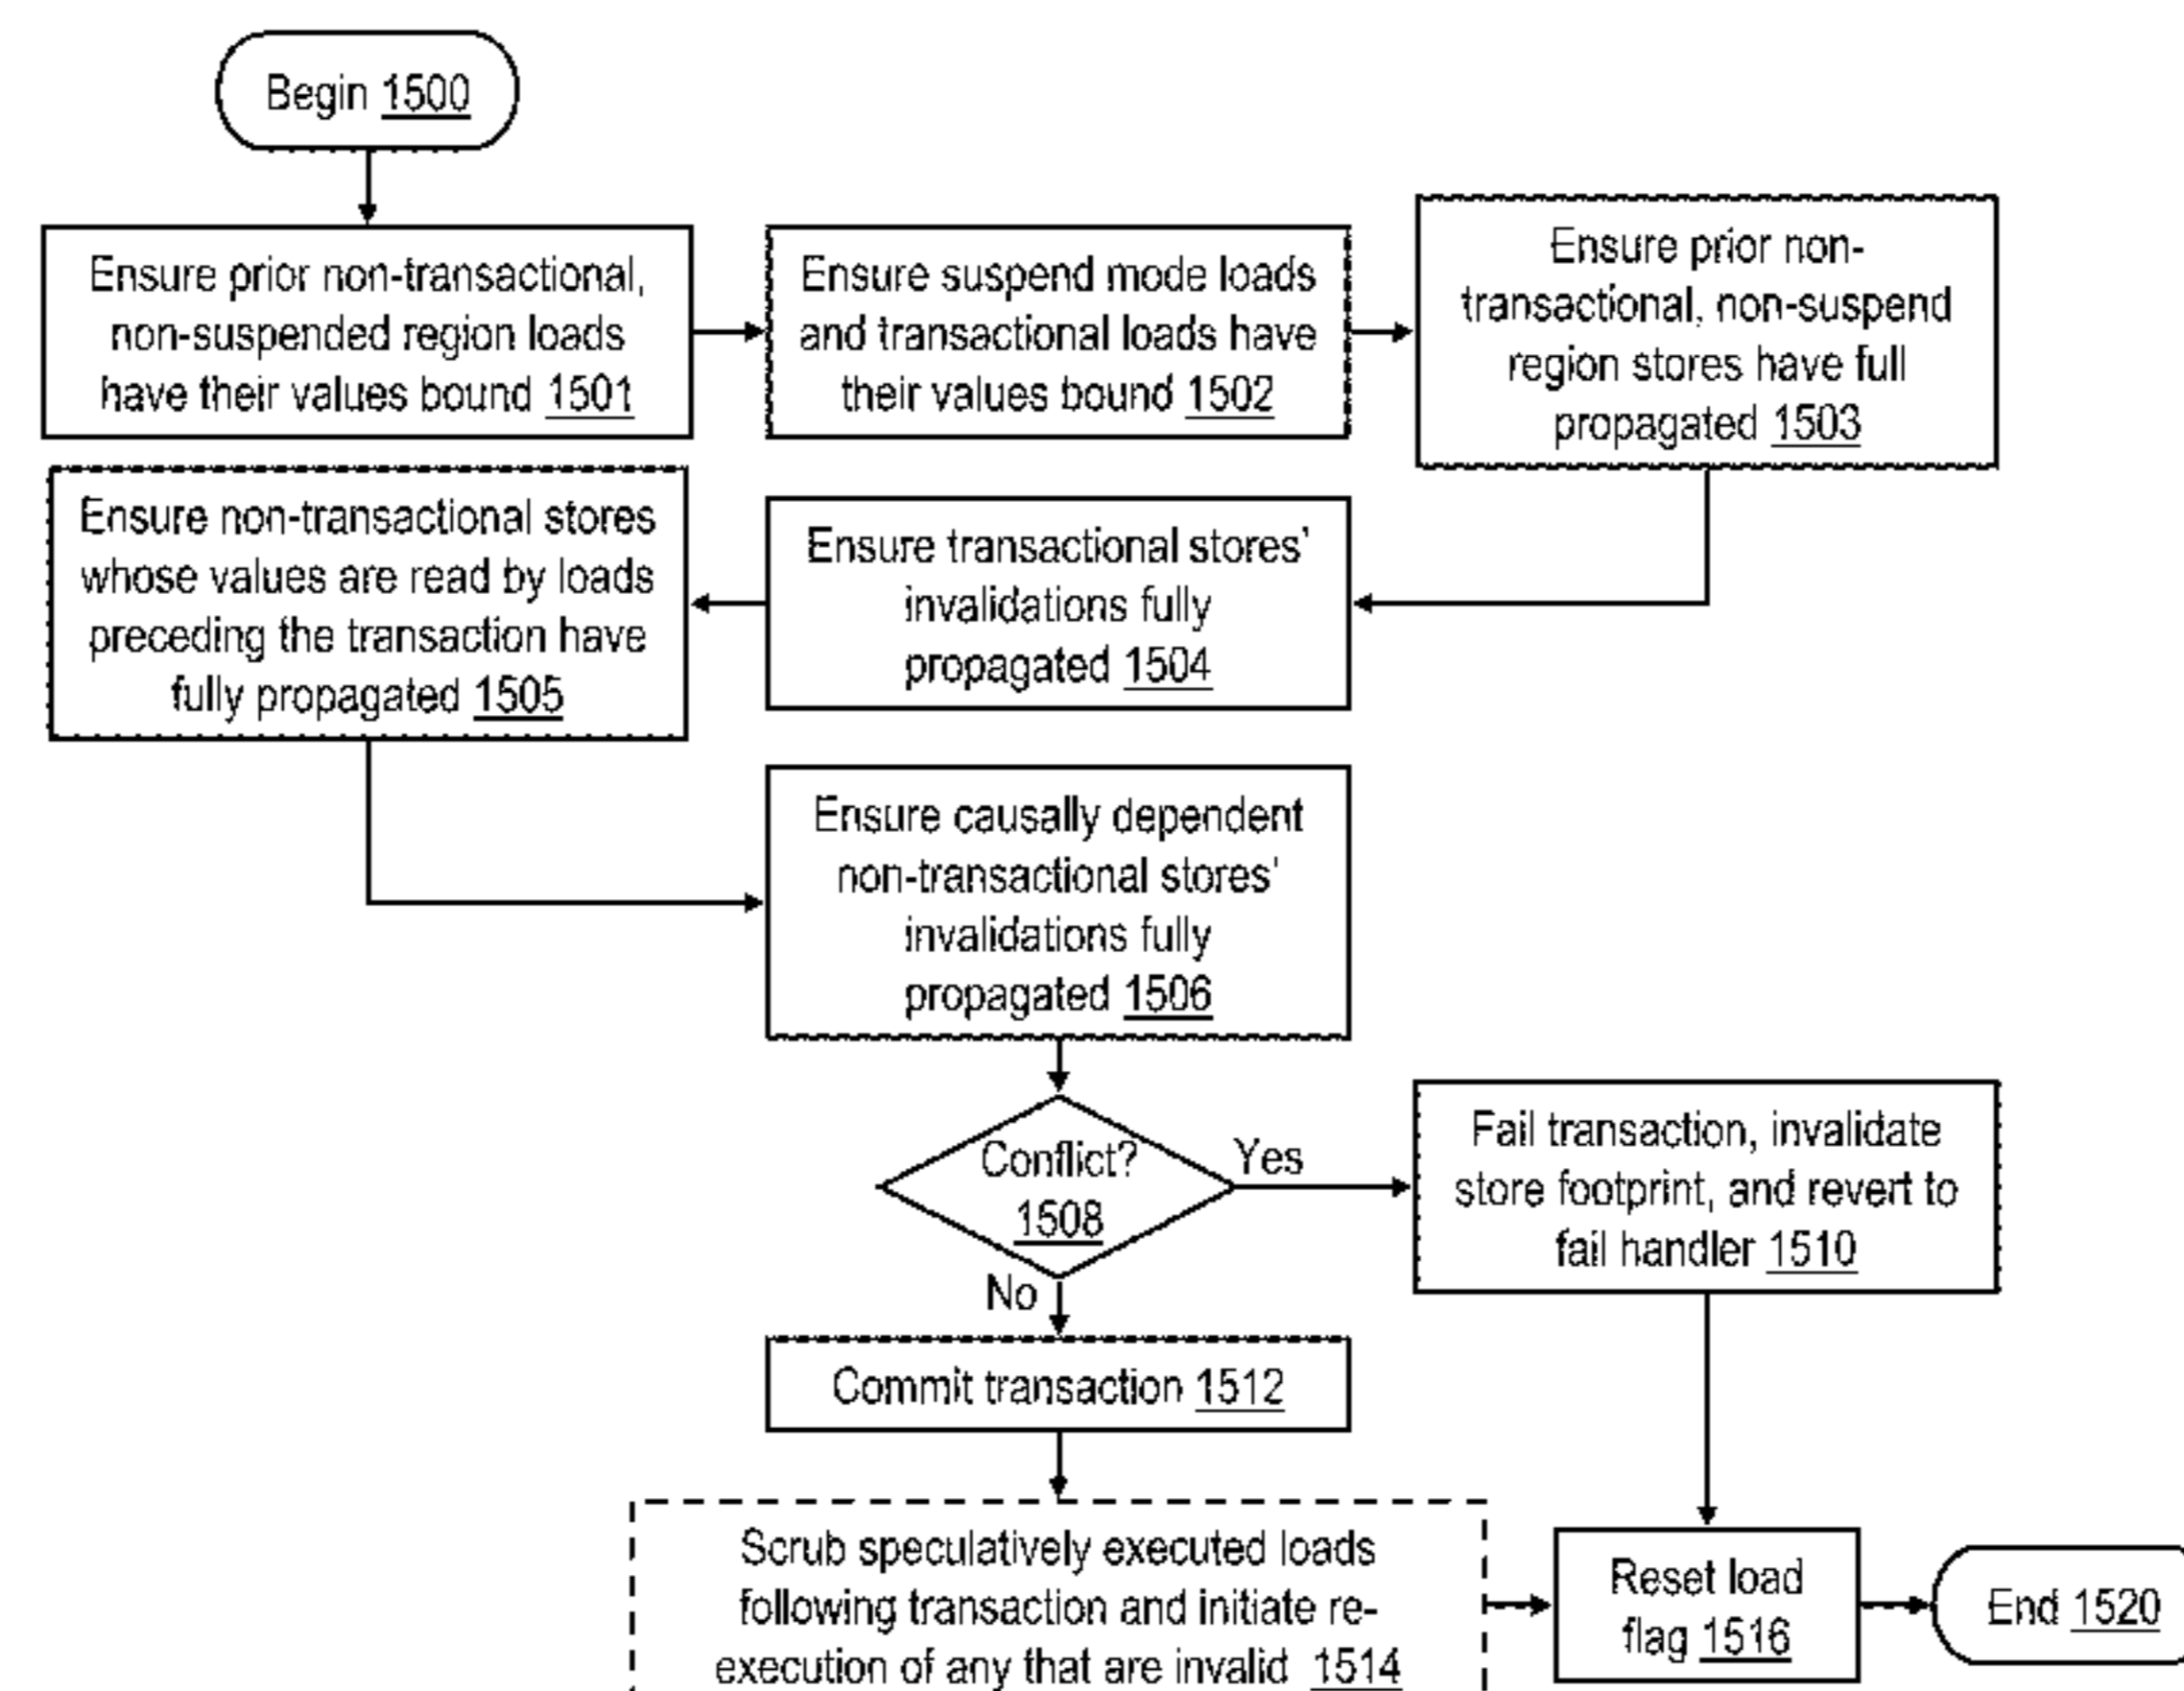 Begin 1500
Ensure prior non-transactional,
non-suspended region loads
have their values bound 1501
Ensure suspend mode loads
and transactional loads have
their values bound 1502
Ensure prior non-
transactional, non-suspend
region stores have full
propagated 1503
Ensure transactional stores'
invalidations fully
propagated 1504
Ensure non-transactional stores
whose values are read by loads
preceding the transaction have
fully propagated 1505
Ensure causally dependent
non-transactional stores'
invalidations fully
propagated 1506
Conflict?
1508
Yes
Fail transaction, invalidate
store footprint, and revert to
fail handler 1510
No
Commit transaction 1512
Scrub speculatively executed loads
following transaction and initiate re-
execution of any that are invalid 1514
Reset load
flag 1516
End 1520